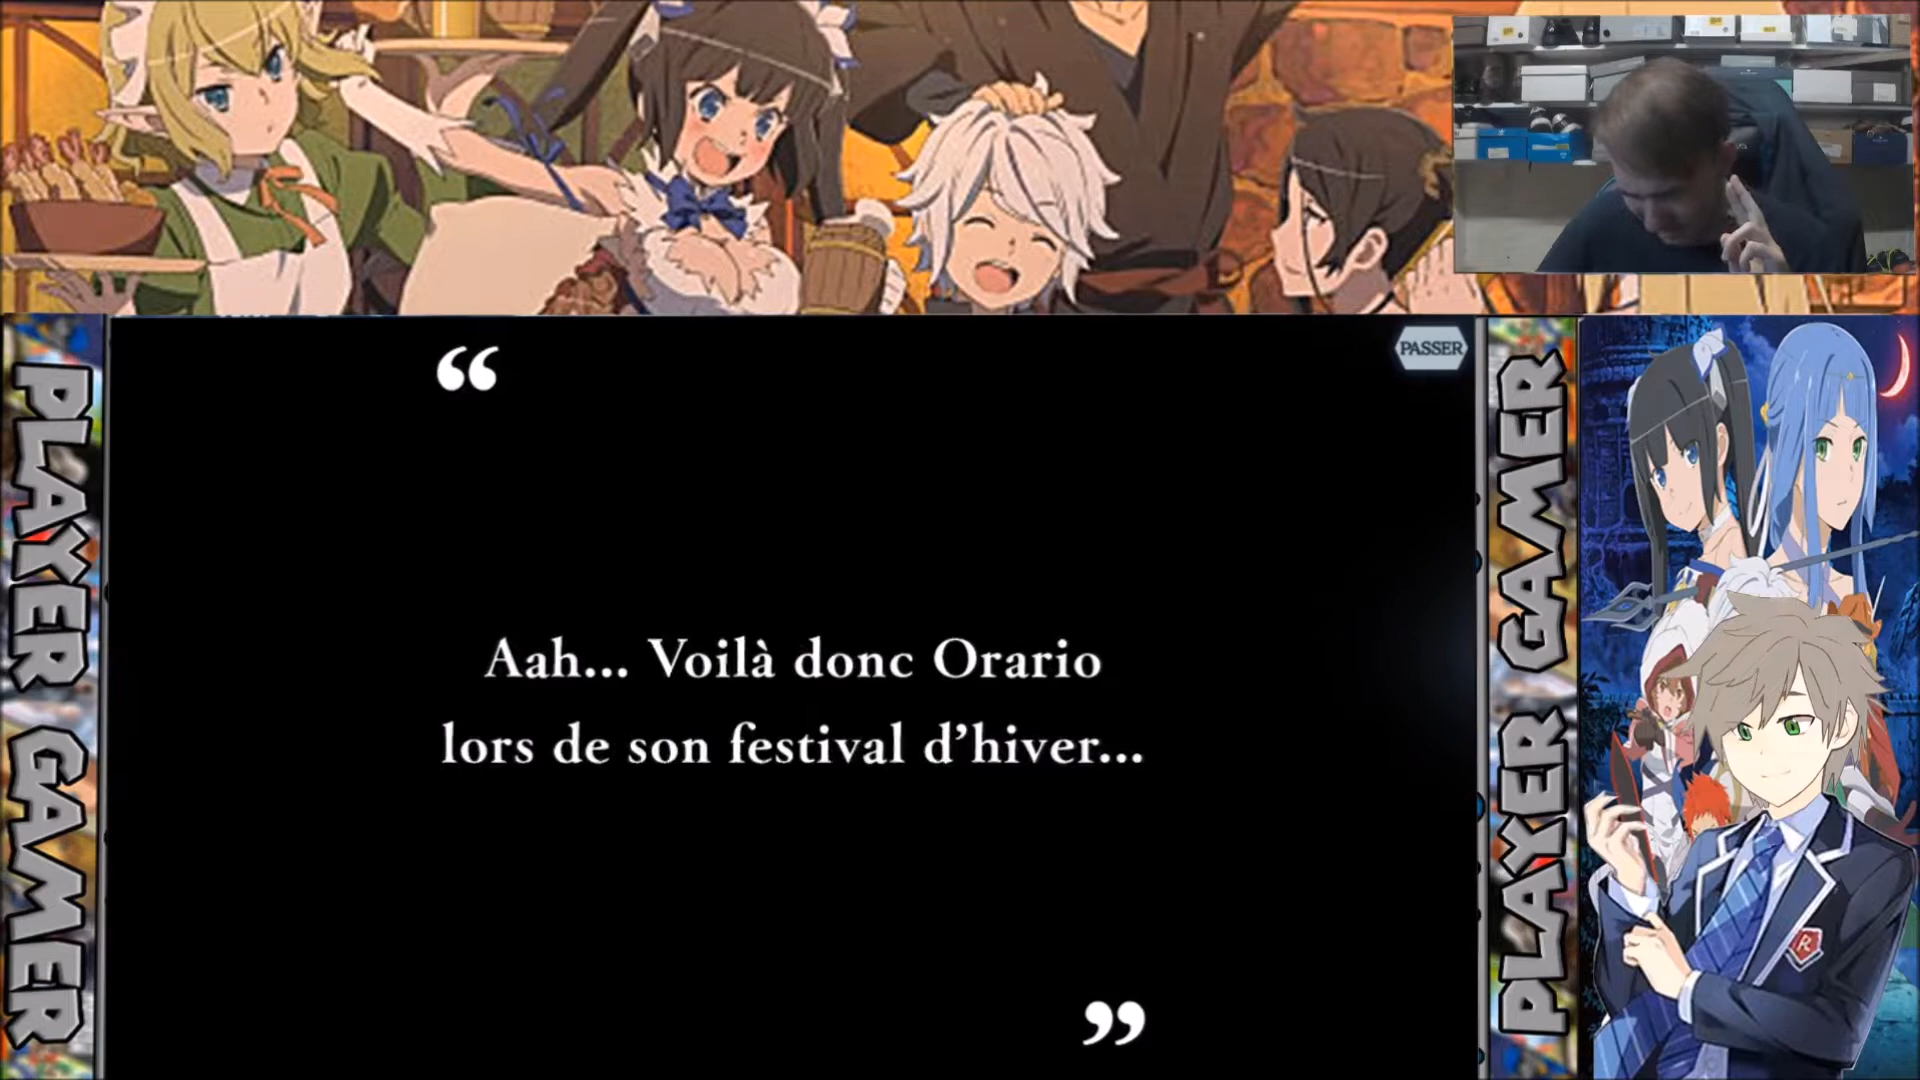 “
PASSER
Aah... Voilà donc Orario
lors de son festival d’hiver...
”
PLAYER GAMER
PLAYER GAMER
R